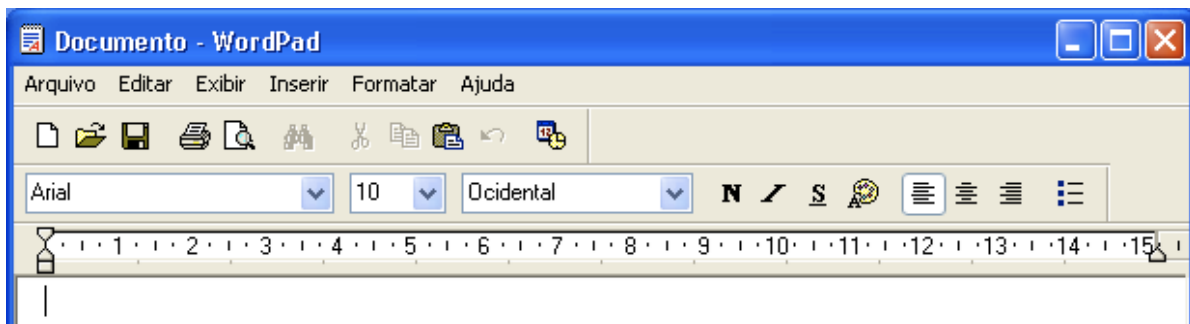 Documento - WordPad
Arquivo Editar Exibir Inserir Formatar Ajuda
Arial 10 Ocidental N I S
1 2 3 4 5 6 7 8 9 10 11 12 13 14 15